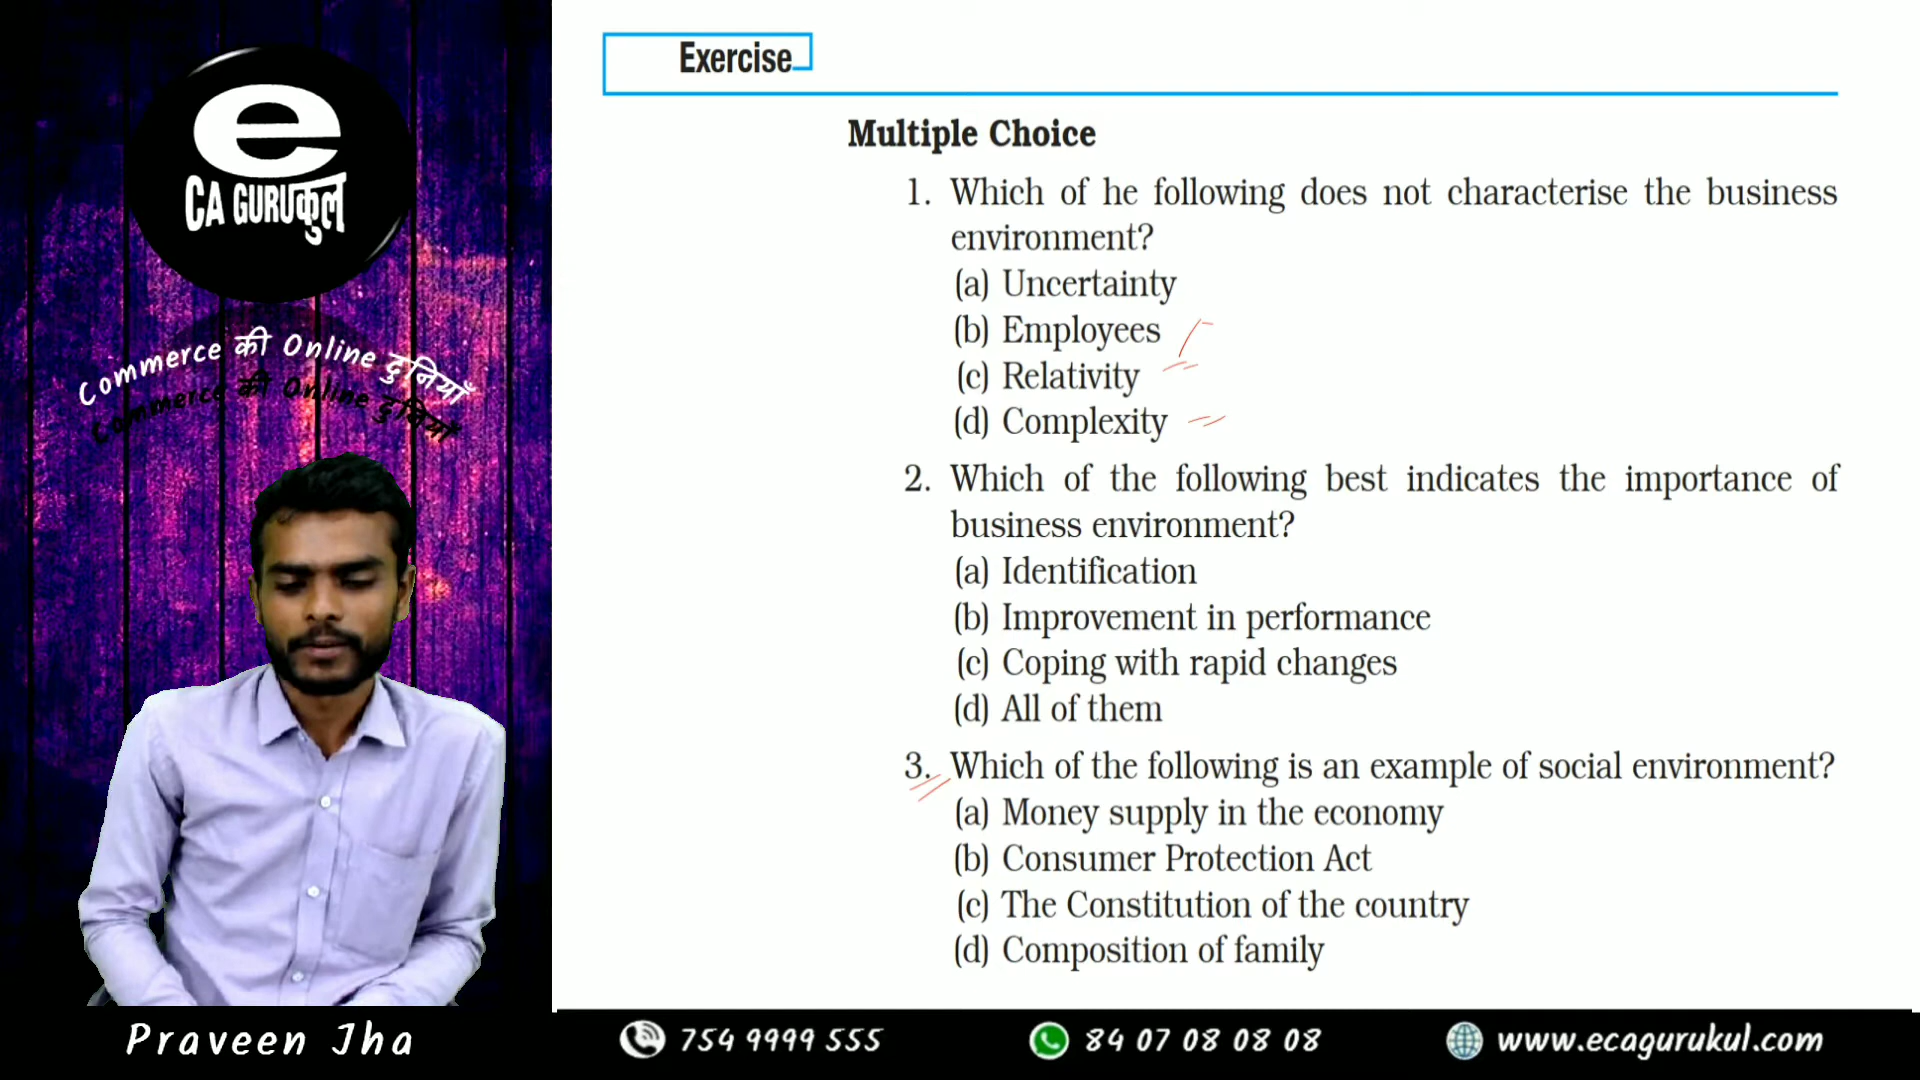 e
CA GURUकुल
Commerce की Online दुनियाँ
Commerce की Online दुनियाँ
Exercise
Multiple Choice
1. Which of he following does not characterise the business
environment?
(a) Uncertainty
(b) Employees
(c) Relativity
(d) Complexity
2. Which of the following best indicates the importance of
business environment?
(a) Identification
(b) Improvement in performance
(c) Coping with rapid changes
(d) All of them
3. Which of the following is an example of social environment?
(a) Money supply in the economy
(b) Consumer Protection Act
(c) The Constitution of the country
(d) Composition of family
Praveen Jha
754 9999 555
84 07 08 08 08
www.ecagurukul.com